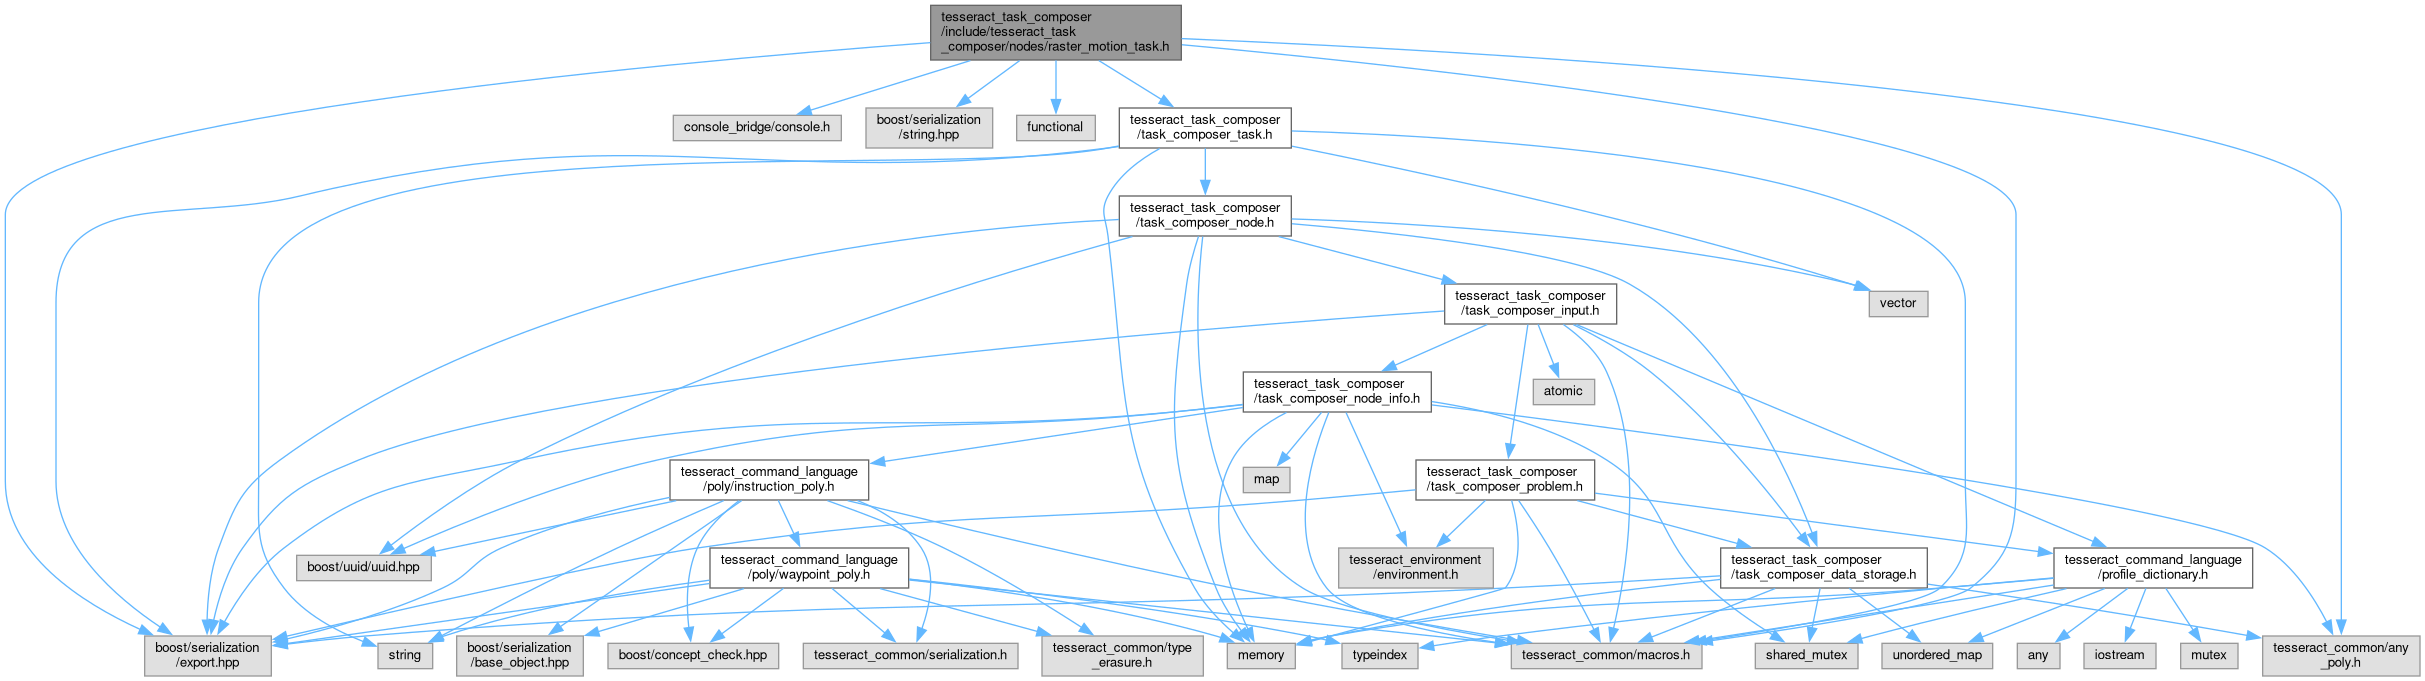 tesseract_task_composer
/include/tesseract_task
_composer/nodes/raster_motion_task.h
console_bridge/console.h
boost/serialization
/string.hpp
functional
tesseract_task_composer
/task_composer_task.h
tesseract_task_composer
/task_composer_node.h
tesseract_task_composer
/task_composer_input.h
vector
tesseract_task_composer
/task_composer_node_info.h
atomic
tesseract_command_language
/poly/instruction_poly.h
map
tesseract_task_composer
/task_composer_problem.h
boost/uuid/uuid.hpp
tesseract_command_language
/poly/waypoint_poly.h
tesseract_environment
/environment.h
tesseract_task_composer
/task_composer_data_storage.h
tesseract_command_language
/profile_dictionary.h
boost/serialization
/export.hpp
string
boost/serialization
/base_object.hpp
boost/concept_check.hpp
tesseract_common/serialization.h
tesseract_common/type
_erasure.h
memory
typeindex
tesseract_common/macros.h
shared_mutex
unordered_map
any
iostream
mutex
tesseract_common/any
_poly.h